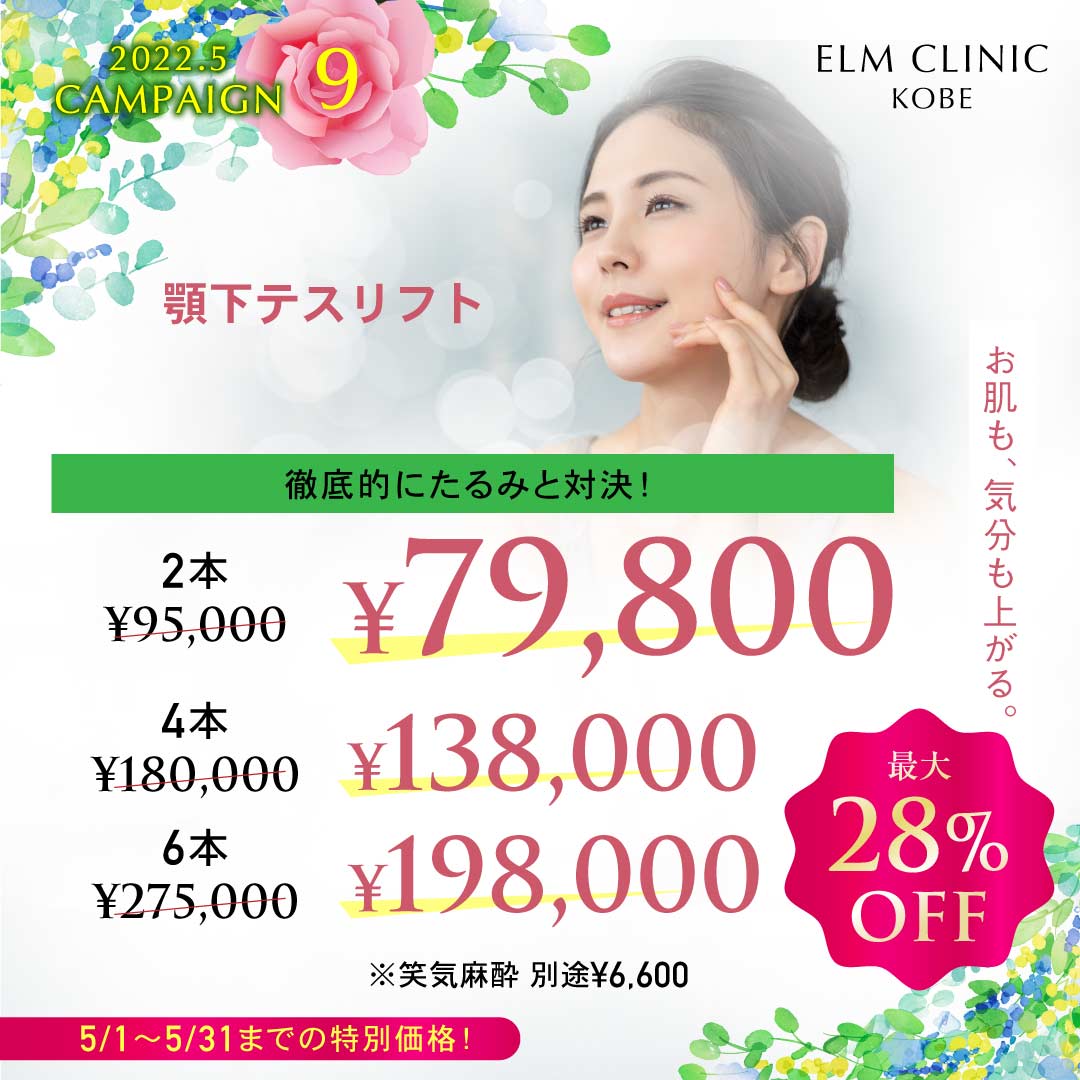 2022.5
CAMPAIGN
9
ELM CLINIC
KOBE
顎下テスリフト
お肌も、気分も上がる。
徹底的にたるみと対決!
2本
¥95,000
¥79,800
4本
¥180,000
¥138,000
6本
¥275,000
¥198,000
最大
28%
OFF
※笑気麻酔 別途¥6,600
5/1～5/31までの特別価格!